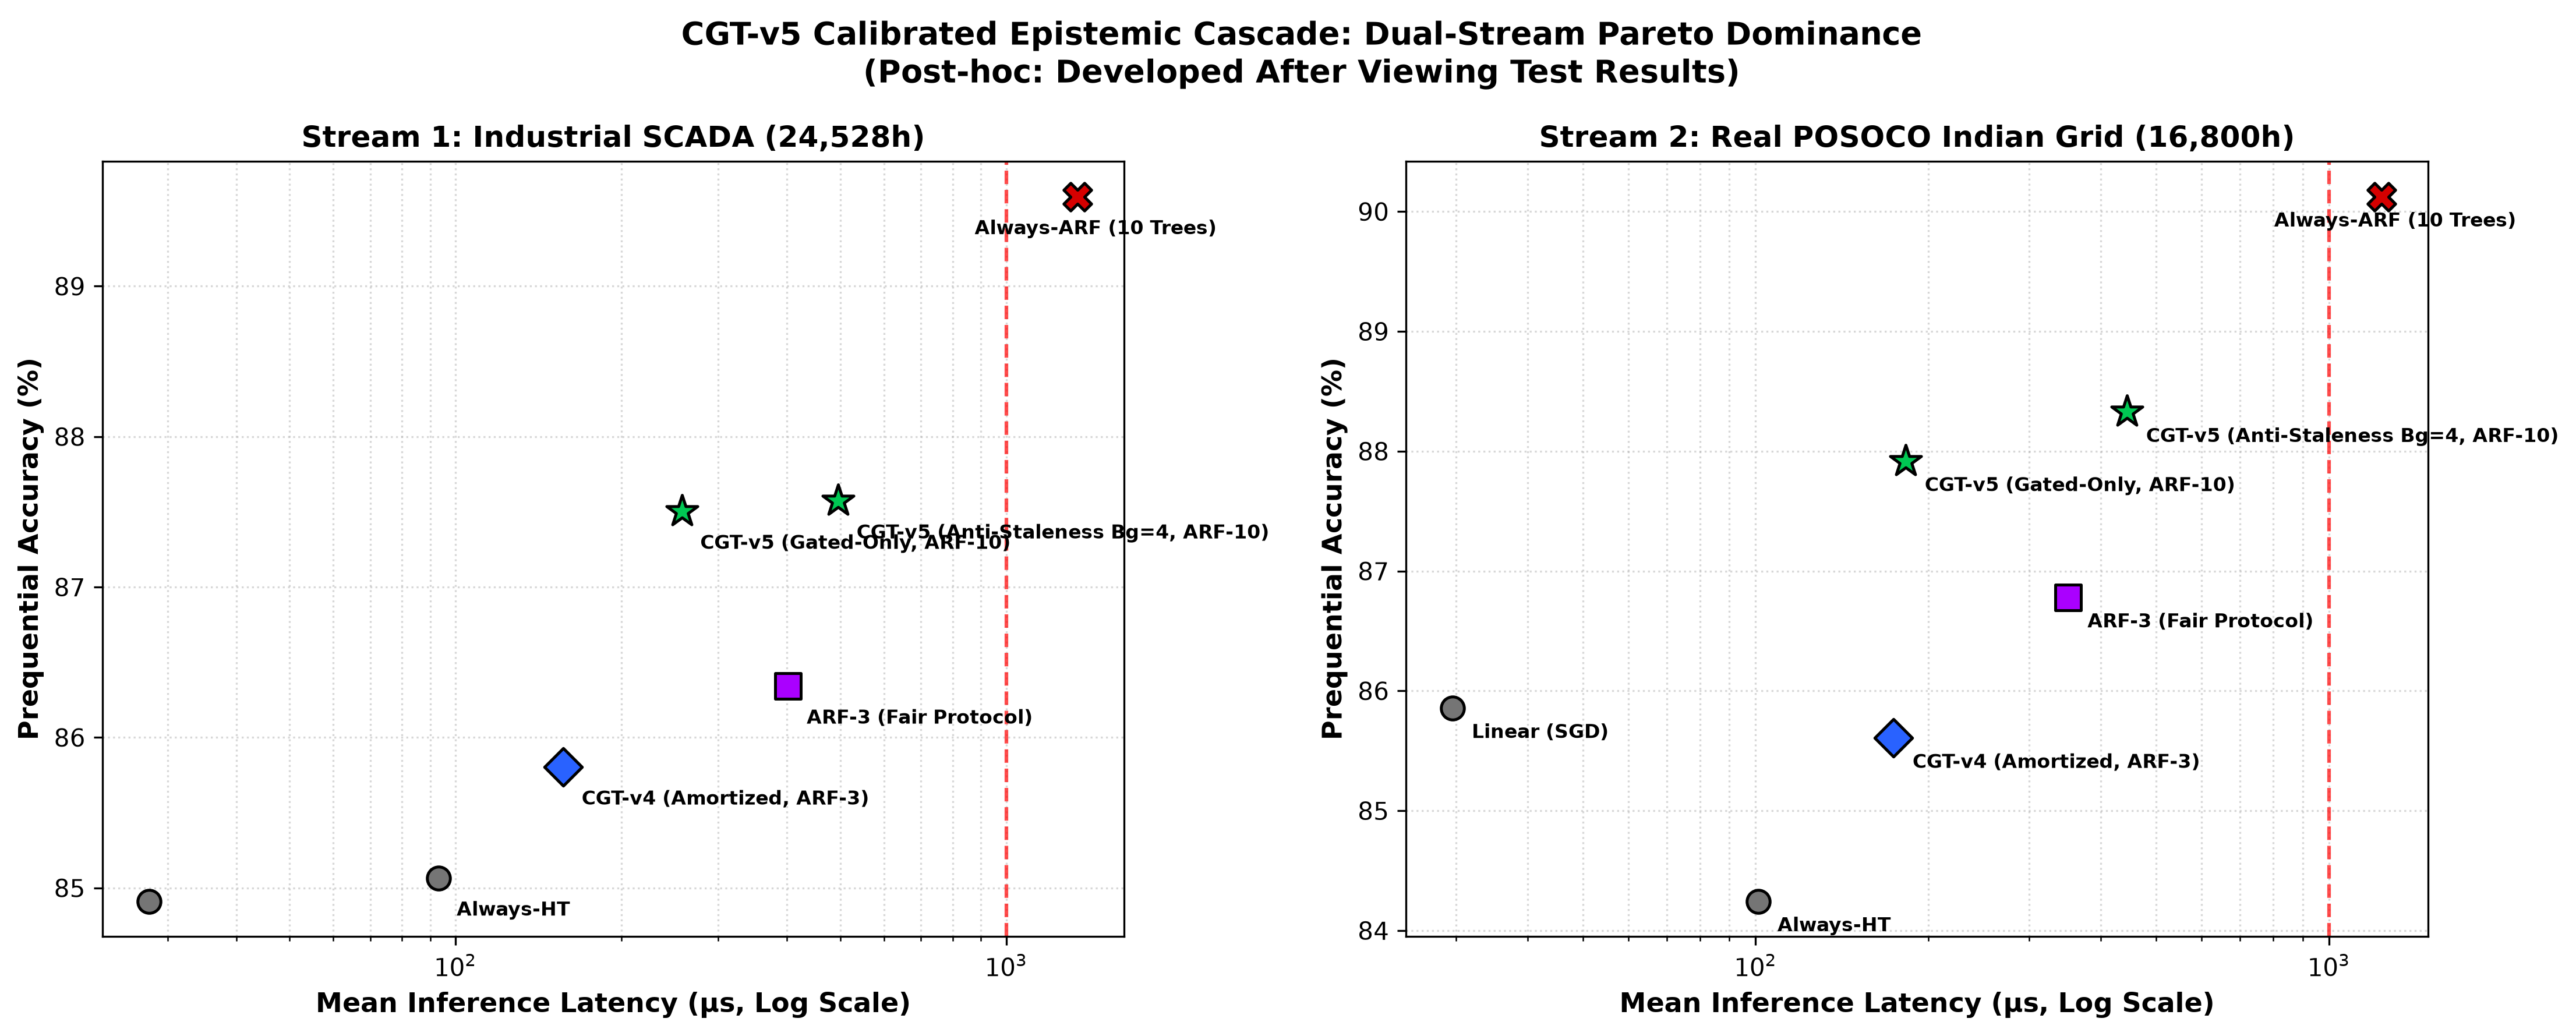 CGT-v5 Calibrated Epistemic Cascade: Dual-Stream Pareto Dominance
(Post-hoc: Developed After Viewing Test Results)
Stream 1: Industrial SCADA (24,528h)
Prequential Accuracy (%)
89
88
87
86
85
Always-ARF (10 Trees)
CGT-v5 (Anti-Staleness Bg=4, ARF-10)
CGT-v5 (Gated-Only, ARF-10)
ARF-3 (Fair Protocol)
CGT-v4 (Amortized, ARF-3)
Always-HT
10² 10³
Mean Inference Latency (µs, Log Scale)
Stream 2: Real POSOCO Indian Grid (16,800h)
Prequential Accuracy (%)
90
89
88
87
86
85
84
Always-ARF (10 Trees)
CGT-v5 (Anti-Staleness Bg=4, ARF-10)
CGT-v5 (Gated-Only, ARF-10)
ARF-3 (Fair Protocol)
Linear (SGD)
CGT-v4 (Amortized, ARF-3)
Always-HT
10² 10³
Mean Inference Latency (µs, Log Scale)